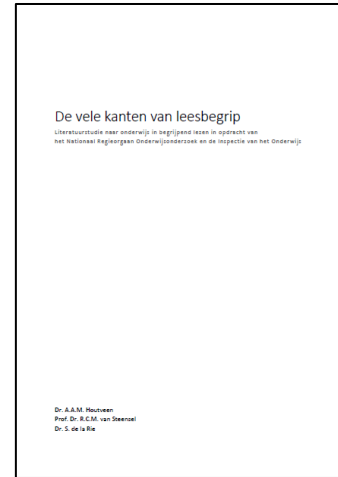 De vele kanten van leesbegrip
Literatuurstudie naar onderwijs in begrijpend lezen in opdracht van
het Nationaal Regieorgaan Onderwijsonderzoek en de Inspectie van het Onderwijs
Dr. A.A.M. Houtveen
Prof. Dr. R.C.M. van Steensel
Dr. S. de la Rie